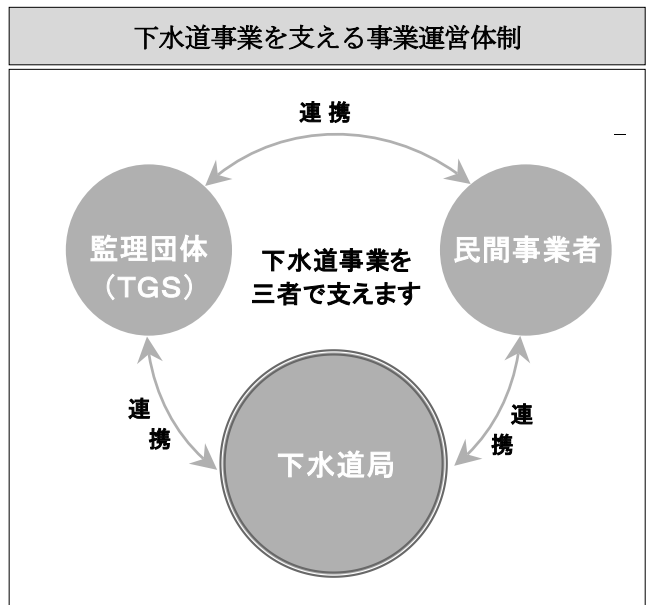 下水道事業を支える事業運営体制
連携
監理団体
（TGS）
民間事業者
下水道事業を
三者で支えます
連
携
連
携
下水道局